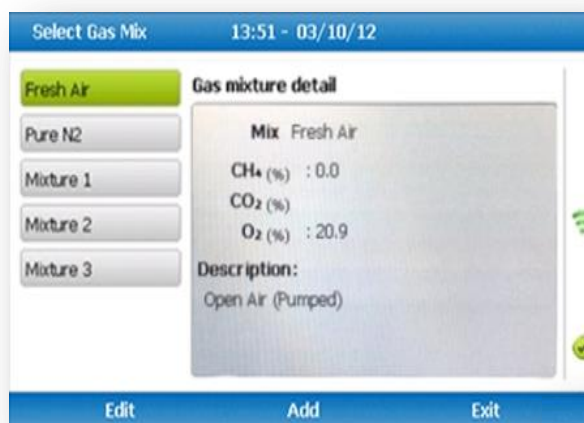 Select Gas Mix 13:51 - 03/10/12
Fresh Air
Pure N2
Mixture 1
Mixture 2
Mixture 3
Gas mixture detail
Mix Fresh Air
CH₄ (%) : 0.0
CO₂ (%)
O₂ (%) : 20.9
Description:
Open Air (Pumped)
Edit Add Exit